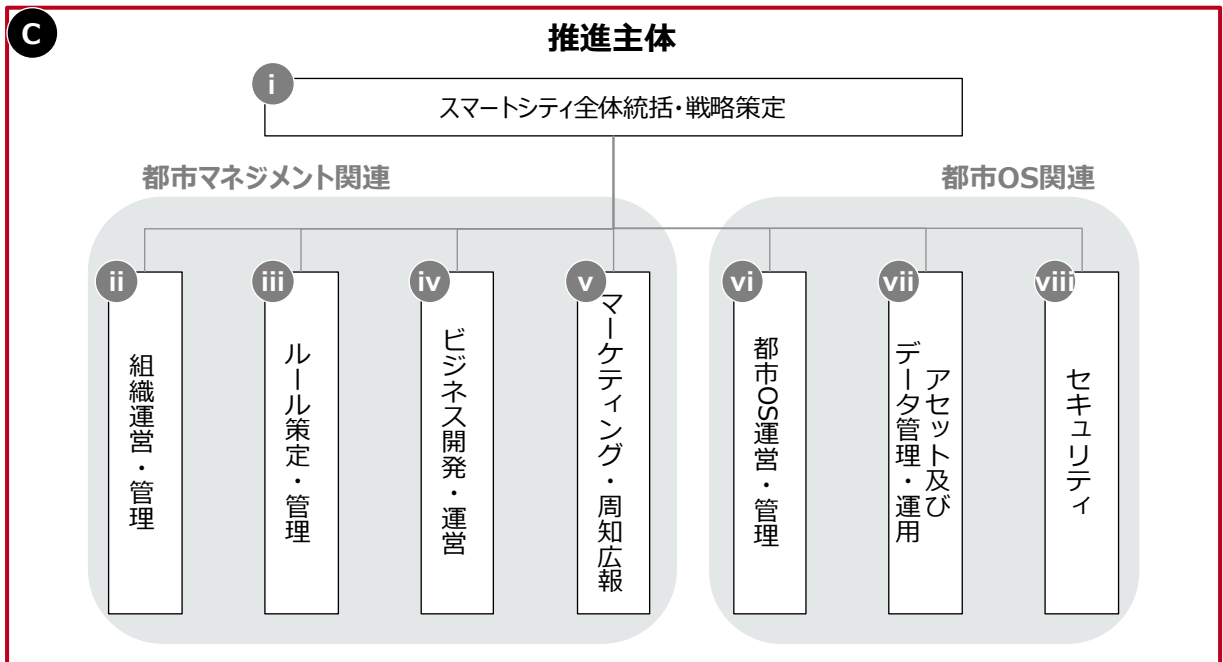 C
推進主体
i
スマートシティ全体統括・戦略策定
都市マネジメント関連
都市OS関連
ii
組織運営・管理
iii
ルール策定・管理
iv
ビジネス開発・運営
v
マーケティング・周知広報
vi
都市OS運営・管理
vii
アセット及び
データ管理・運用
viii
セキュリティ